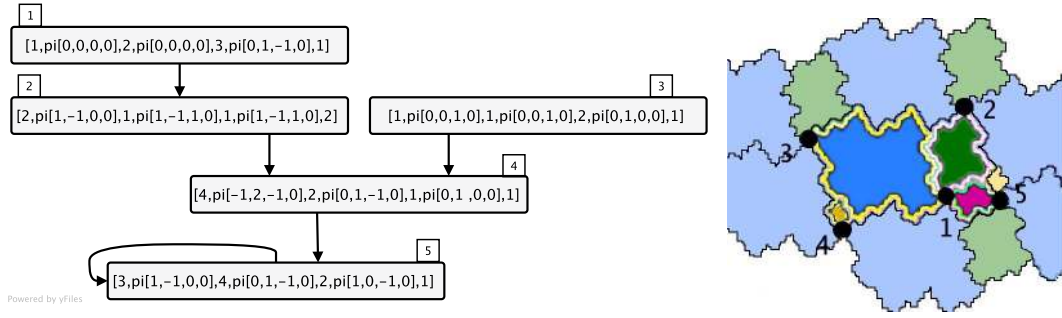 1
[1,pi[0,0,0,0],2,pi[0,0,0,0],3,pi[0,1,-1,0],1]
2
[2,pi[1,-1,0,0],1,pi[1,-1,1,0],1,pi[1,-1,1,0],2]
3
[1,pi[0,0,1,0],1,pi[0,0,1,0],2,pi[0,1,0,0],1]
4
[4,pi[-1,2,-1,0],2,pi[0,1,-1,0],1,pi[0,1 ,0,0],1]
5
[3,pi[1,-1,0,0],4,pi[0,1,-1,0],2,pi[1,0,-1,0],1]
Powered by yFiles
2
3
5
1
4